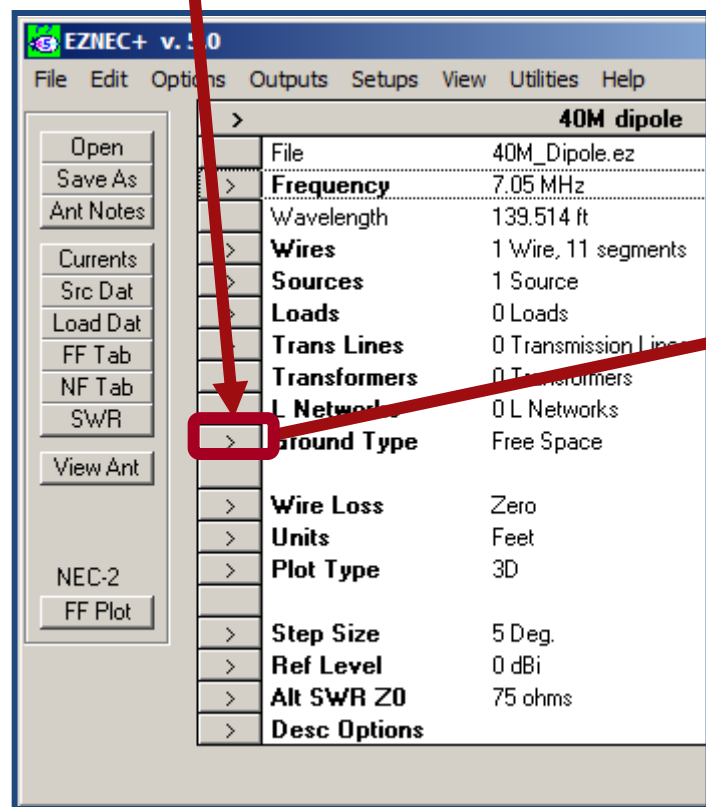 EZNEC+ v. 5.0
File Edit Options Outputs Setups View Utilities Help
> 40M dipole
Open
Save As
Ant Notes
Currents
Src Dat
Load Dat
FF Tab
NF Tab
SWR
View Ant
NEC-2
FF Plot
File 40M_Dipole.ez
> Frequency 7.05 MHz
Wavelength 139.514 ft
> Wires 1 Wire, 11 segments
> Sources 1 Source
> Loads 0 Loads
Trans Lines 0 Transmission Lines
Transformers 0 Transformers
L Networks 0 L Networks
> Ground Type Free Space
> Wire Loss Zero
> Units Feet
> Plot Type 3D
> Step Size 5 Deg.
> Ref Level 0 dBi
> Alt SWR Z0 75 ohms
> Desc Options